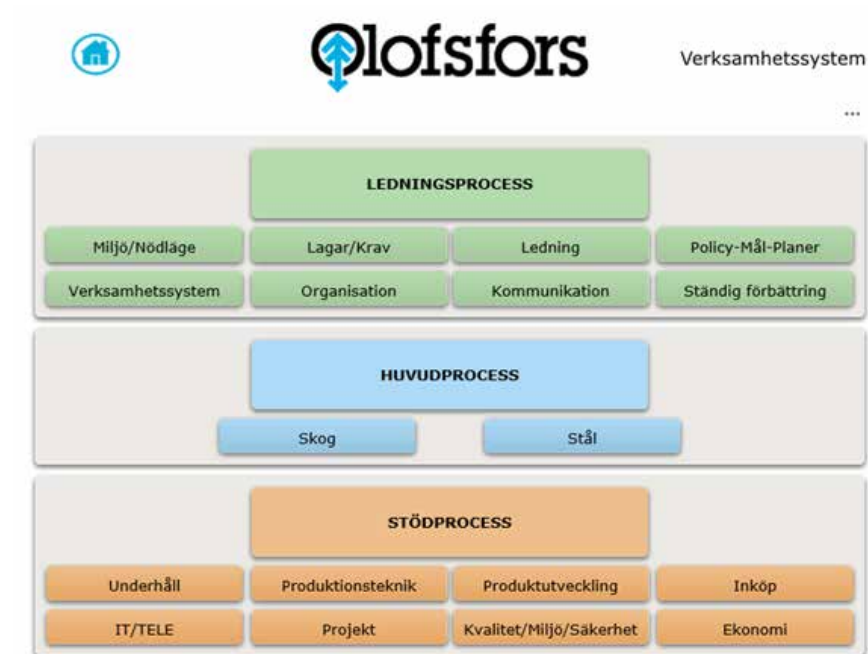 Olofsfors
Verksamhetssystem
...
LEDNINGSPROCESS
Miljö/Nödläge Lagar/Krav Ledning Policy-Mål-Planer
Verksamhetssystem Organisation Kommunikation Ständig förbättring
HUVUDPROCESS
Skog Stål
STÖDPROCESS
Underhåll Produktionsteknik Produktutveckling Inköp
IT/TELE Projekt Kvalitet/Miljö/Säkerhet Ekonomi